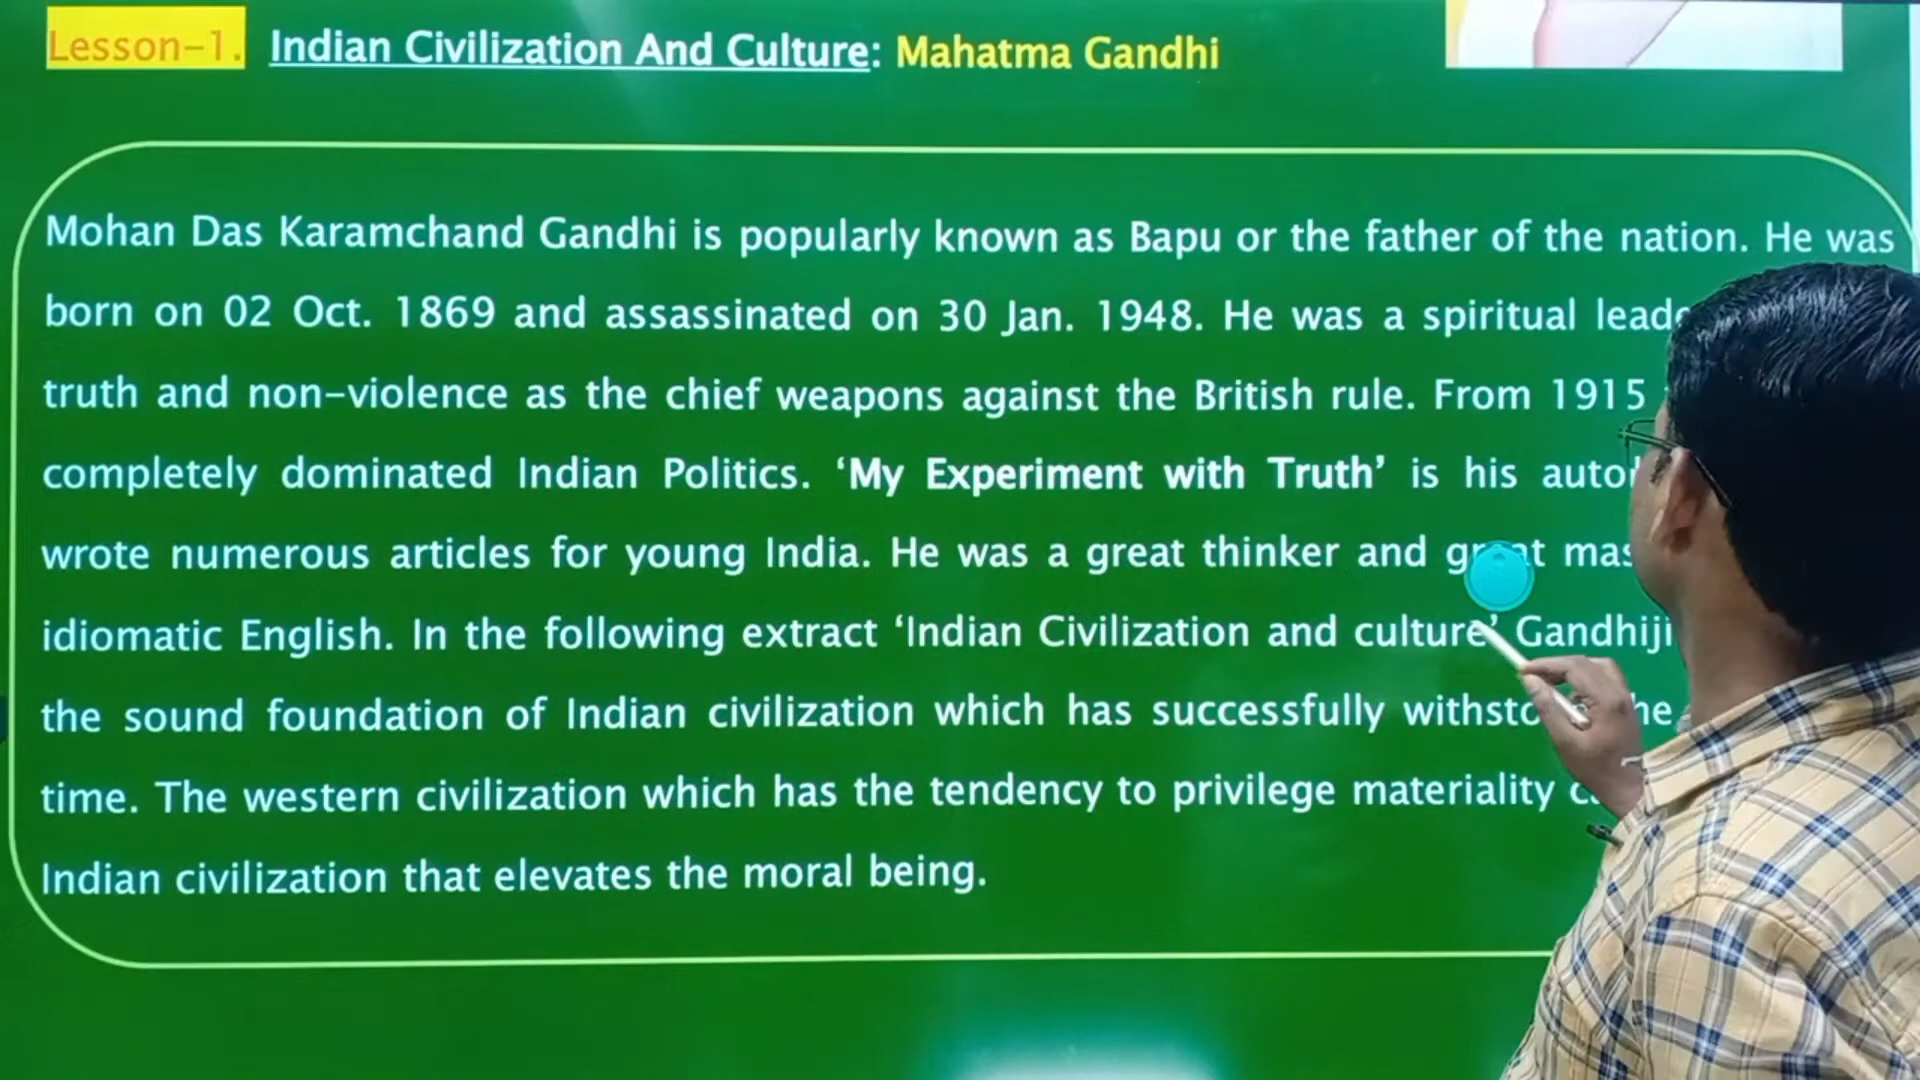 Lesson-1. Indian Civilization And Culture: Mahatma Gandhi
Mohan Das Karamchand Gandhi is popularly known as Bapu or the father of the nation. He was
born on 02 Oct. 1869 and assassinated on 30 Jan. 1948. He was a spiritual
truth and non-violence as the chief weapons against the British rule. From 1915
completely dominated Indian Politics. ‘My Experiment with Truth’ is his
wrote numerous articles for young India. He was a great thinker and
idiomatic English. In the following extract ‘Indian Civilization and culture’ Gandhiji
the sound foundation of Indian civilization which has successfully
time. The western civilization which has the tendency to privilege materiality
Indian civilization that elevates the moral being.